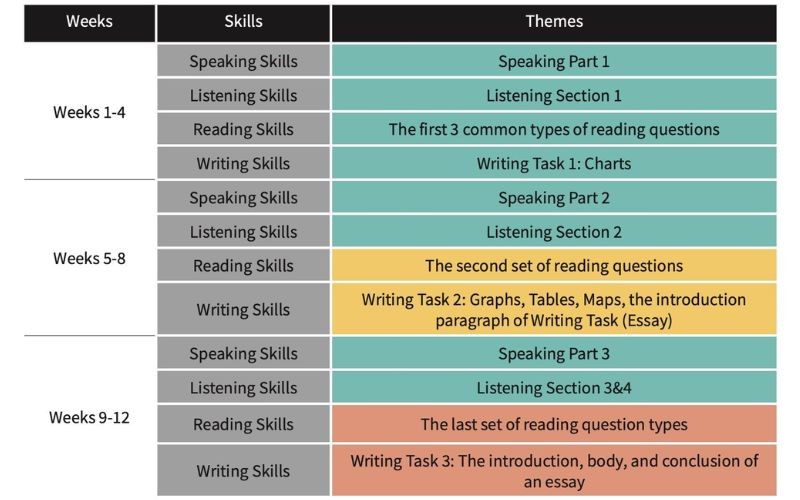 Weeks Skills Themes
Weeks 1-4
Speaking Skills Speaking Part 1
Listening Skills Listening Section 1
Reading Skills The first 3 common types of reading questions
Writing Skills Writing Task 1: Charts
Weeks 5-8
Speaking Skills Speaking Part 2
Listening Skills Listening Section 2
Reading Skills The second set of reading questions
Writing Skills Writing Task 2: Graphs, Tables, Maps, the introduction
paragraph of Writing Task (Essay)
Weeks 9-12
Speaking Skills Speaking Part 3
Listening Skills Listening Section 3&4
Reading Skills The last set of reading question types
Writing Skills Writing Task 3: The introduction, body, and conclusion of
an essay